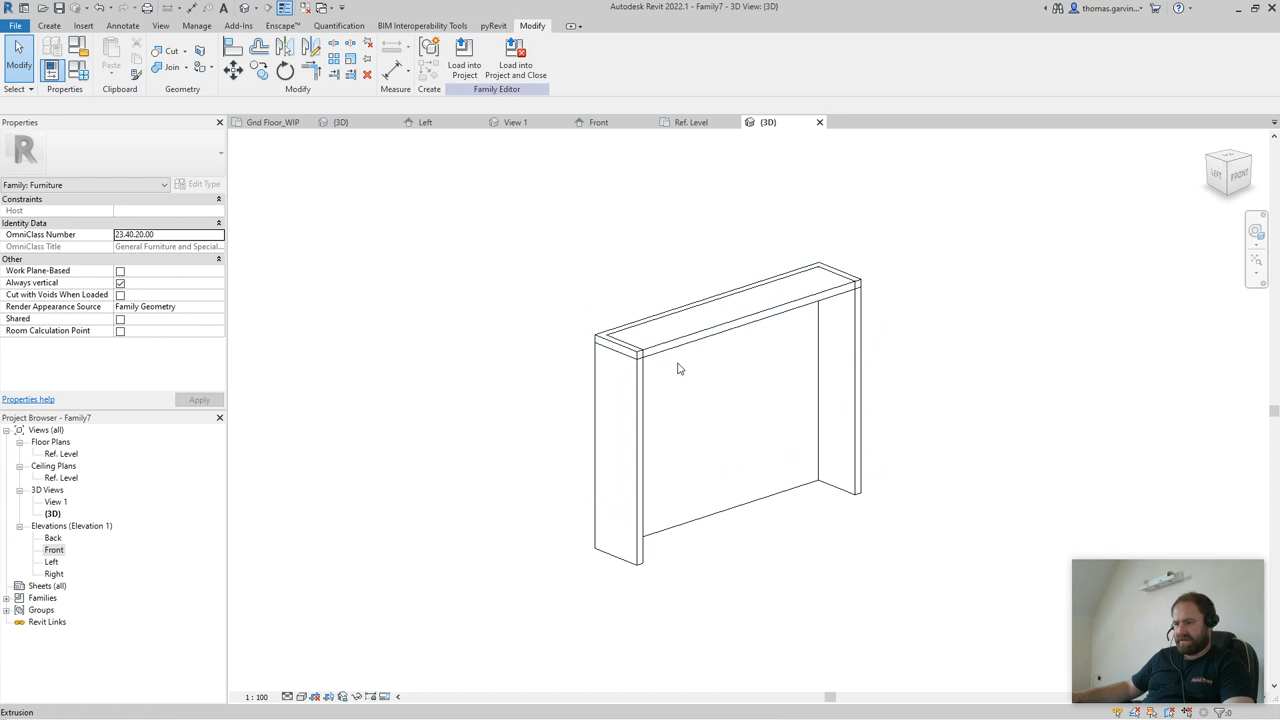 Autodesk Revit 2022.1 - Family7 - 3D View: {3D}
thomas.garvin...
File Create Insert Annotate View Manage Add-Ins Enscape™ Quantification BIM Interoperability Tools pyRevit Modify
Modify Paste Cut Join Load into Project Load into Project and Close
Select Properties Clipboard Geometry Modify Measure Create Family Editor
Properties
Gnd Floor_WIP {3D} Left View 1 Front Ref. Level {3D}
R
Family: Furniture Edit Type
Constraints
Host
Identity Data
OmniClass Number 23.40.20.00
OmniClass Title General Furniture and Special...
Other
Work Plane-Based
Always vertical
Cut with Voids When Loaded
Render Appearance Source Family Geometry
Shared
Room Calculation Point
Properties help Apply
Project Browser - Family7
Views (all)
Floor Plans
Ref. Level
Ceiling Plans
Ref. Level
3D Views
View 1
{3D}
Elevations (Elevation 1)
Back
Front
Left
Right
Sheets (all)
Families
Groups
Revit Links
LEFT FRONT
1 : 100
Extrusion
:0